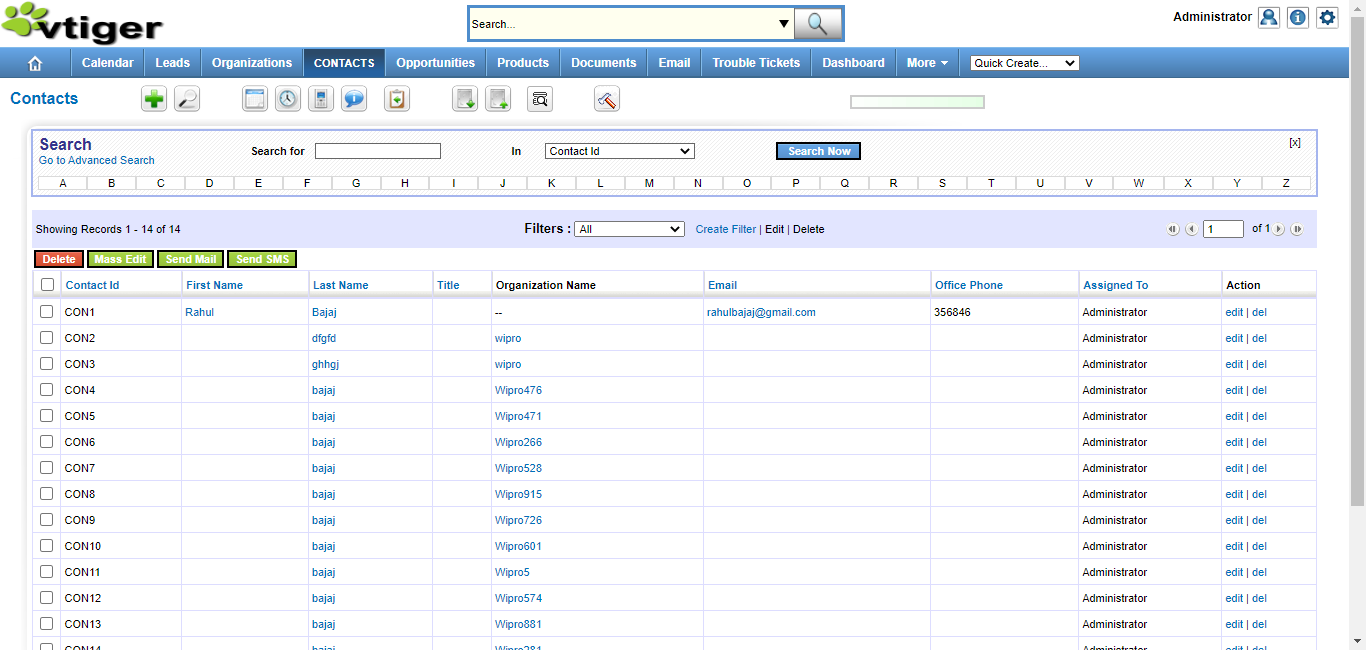 vtiger
Search...
Administrator
Calendar Leads Organizations CONTACTS Opportunities Products Documents Email Trouble Tickets Dashboard More Quick Create...
Contacts
Search
Go to Advanced Search
Search for In Contact Id Search Now
[x]
A B C D E F G H I J K L M N O P Q R S T U V W X Y Z
Showing Records 1 - 14 of 14 Filters : All Create Filter | Edit | Delete 1 of 1
Delete Mass Edit Send Mail Send SMS
Contact Id First Name Last Name Title Organization Name Email Office Phone Assigned To Action
CON1 Rahul Bajaj -- rahulbajaj@gmail.com 356846 Administrator edit | del
CON2 dfgfd wipro Administrator edit | del
CON3 ghhgj wipro Administrator edit | del
CON4 bajaj Wipro476 Administrator edit | del
CON5 bajaj Wipro471 Administrator edit | del
CON6 bajaj Wipro266 Administrator edit | del
CON7 bajaj Wipro528 Administrator edit | del
CON8 bajaj Wipro915 Administrator edit | del
CON9 bajaj Wipro726 Administrator edit | del
CON10 bajaj Wipro601 Administrator edit | del
CON11 bajaj Wipro5 Administrator edit | del
CON12 bajaj Wipro574 Administrator edit | del
CON13 bajaj Wipro881 Administrator edit | del
CON14 bajaj Wipro281 Administrator edit | del